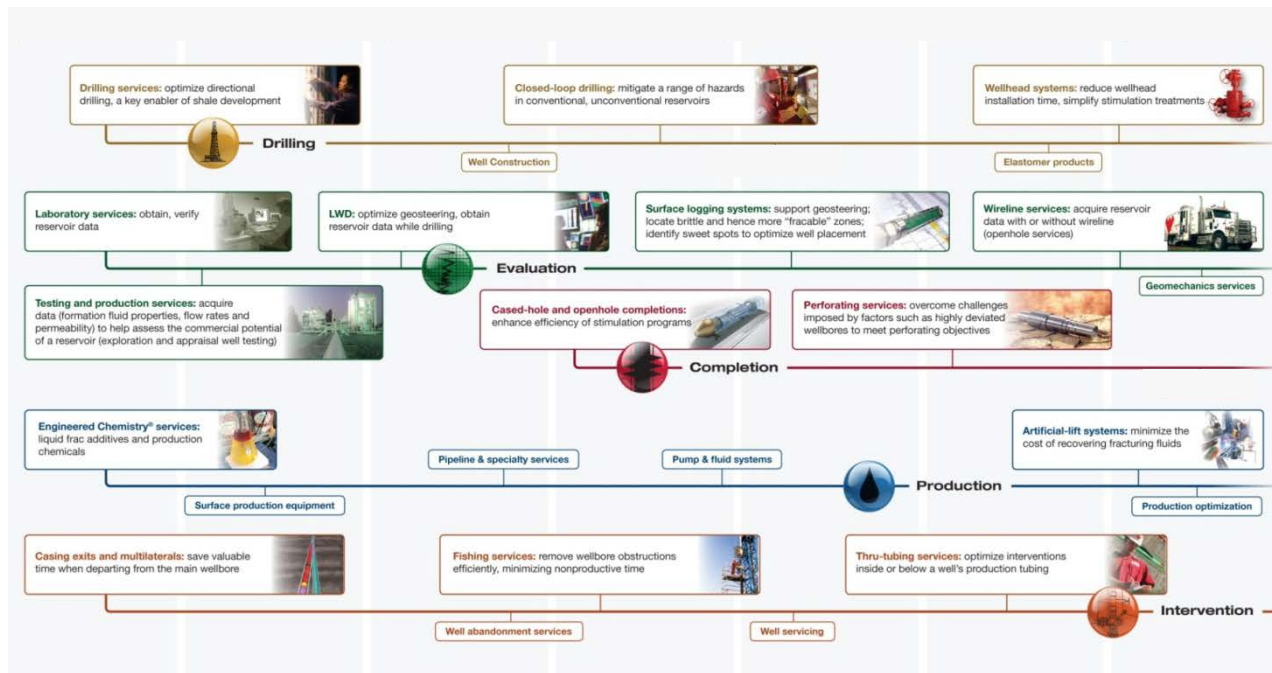 Drilling services: optimize directional
drilling, a key enabler of shale development
Closed-loop drilling: mitigate a range of hazards
in conventional, unconventional reservoirs
Wellhead systems: reduce wellhead
installation time, simplify stimulation treatments
Drilling
Well Construction
Elastomer products
Laboratory services: obtain, verify
reservoir data
LWD: optimize geosteering, obtain
reservoir data while drilling
Surface logging systems: support geosteering;
locate brittle and hence more “fracable” zones;
identify sweet spots to optimize well placement
Wireline services: acquire reservoir
data with or without wireline
(openhole services)
Evaluation
Geomechanics services
Testing and production services: acquire
data (formation fluid properties, flow rates and
permeability) to help assess the commercial potential
of a reservoir (exploration and appraisal well testing)
Cased-hole and openhole completions:
enhance efficiency of stimulation programs
Perforating services: overcome challenges
imposed by factors such as highly deviated
wellbores to meet perforating objectives
Completion
Engineered Chemistry® services:
liquid frac additives and production
chemicals
Pipeline & specialty services
Pump & fluid systems
Artificial-lift systems: minimize the
cost of recovering fracturing fluids
Production
Surface production equipment
Production optimization
Casing exits and multilaterals: save valuable
time when departing from the main wellbore
Fishing services: remove wellbore obstructions
efficiently, minimizing nonproductive time
Thru-tubing services: optimize interventions
inside or below a well's production tubing
Intervention
Well abandonment services
Well servicing